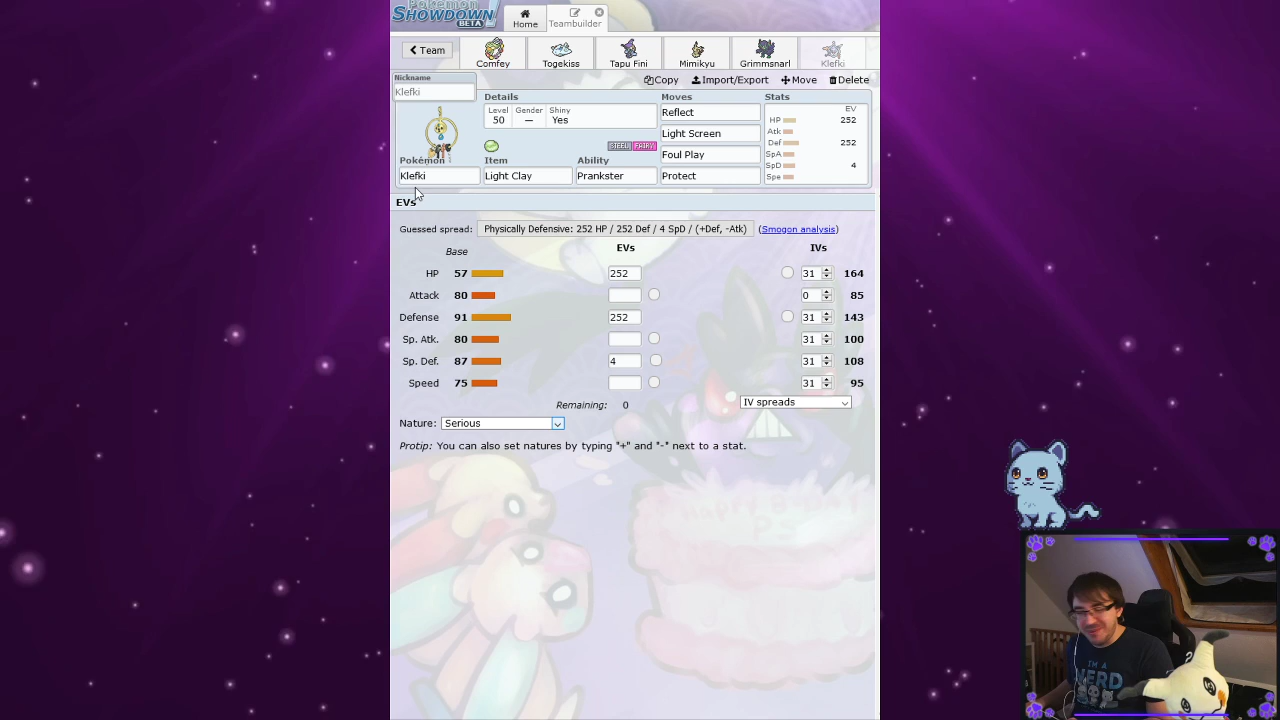 Pokémon
SHOWDOWN
BETA
Home
Teambuilder
Team
Comfey
Togekiss
Tapu Fini
Mimikyu
Grimmsnarl
Klefki
Copy
Import/Export
Move
Delete
Nickname
Klefki
Details
Level
50
Gender
—
Shiny
Yes
STEEL FAIRY
Pokémon
Klefki
Item
Light Clay
Ability
Prankster
Moves
Reflect
Light Screen
Foul Play
Protect
Stats
EV
HP 252
Atk
Def 252
SpA
SpD 4
Spe
EVs
Guessed spread: Physically Defensive: 252 HP / 252 Def / 4 SpD / (+Def, -Atk) (Smogon analysis)
Base EVs IVs
HP 57 252 31 164
Attack 80 0 85
Defense 91 252 31 143
Sp. Atk. 80 31 100
Sp. Def. 87 4 31 108
Speed 75 31 95
Remaining: 0
IV spreads
Nature: Serious
Protip: You can also set natures by typing "+" and "-" next to a stat.
I'M A
NERD